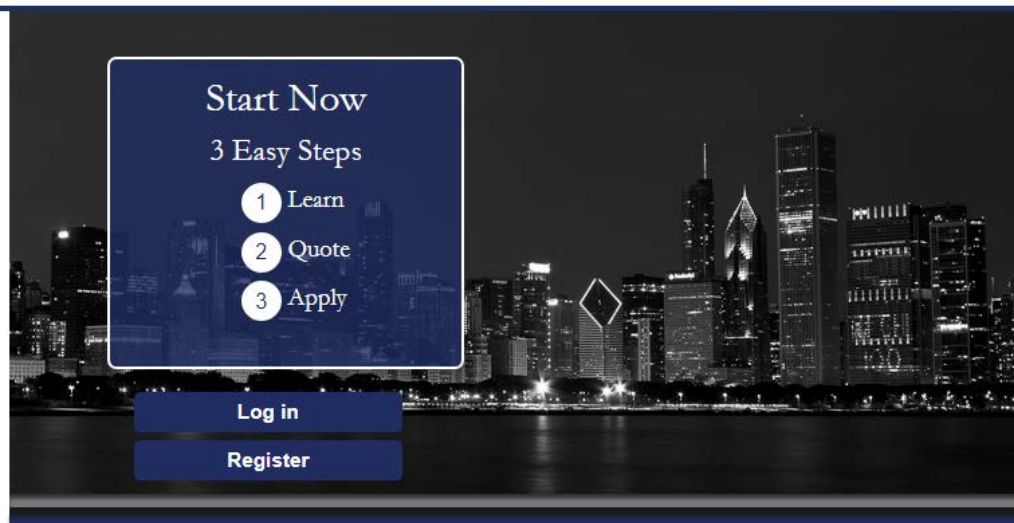 Start Now
3 Easy Steps
1 Learn
2 Quote
3 Apply
Log in
Register